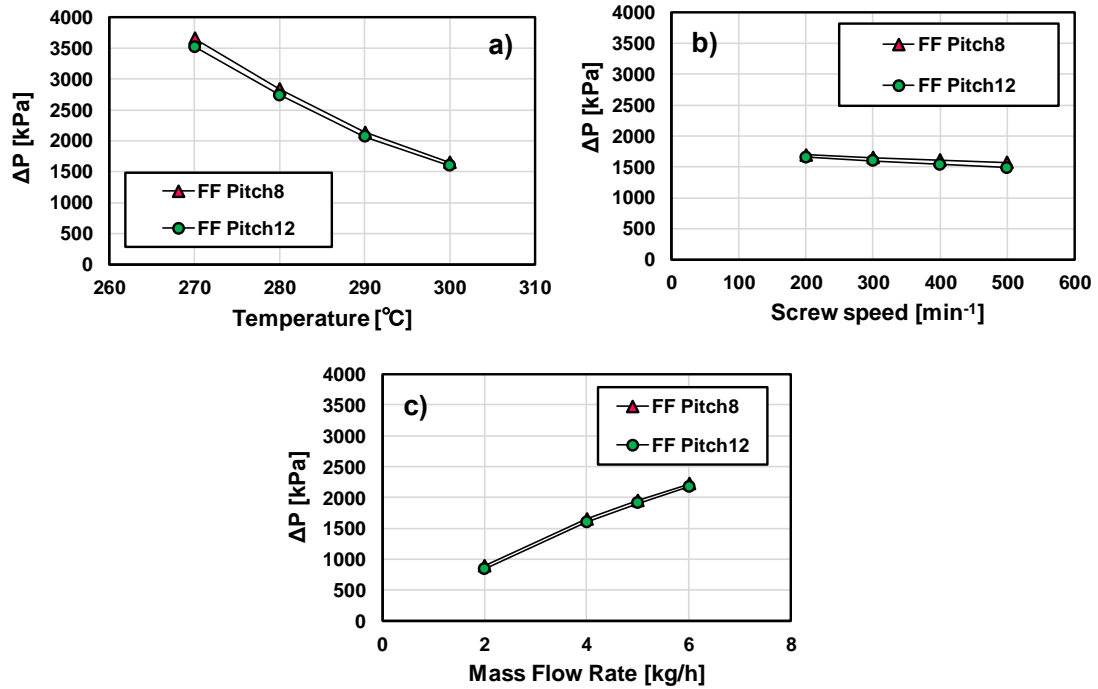 4000
3500
3000
2500
2000
1500
1000
500
0
ΔP [kPa]
a)
FF Pitch8
FF Pitch12
260 270 280 290 300 310
Temperature [℃]
4000
3500
3000
2500
2000
1500
1000
500
0
ΔP [kPa]
b)
FF Pitch8
FF Pitch12
0 100 200 300 400 500 600
Screw speed [min⁻¹]
4000
3500
3000
2500
2000
1500
1000
500
0
ΔP [kPa]
c)
FF Pitch8
FF Pitch12
0 2 4 6 8
Mass Flow Rate [kg/h]